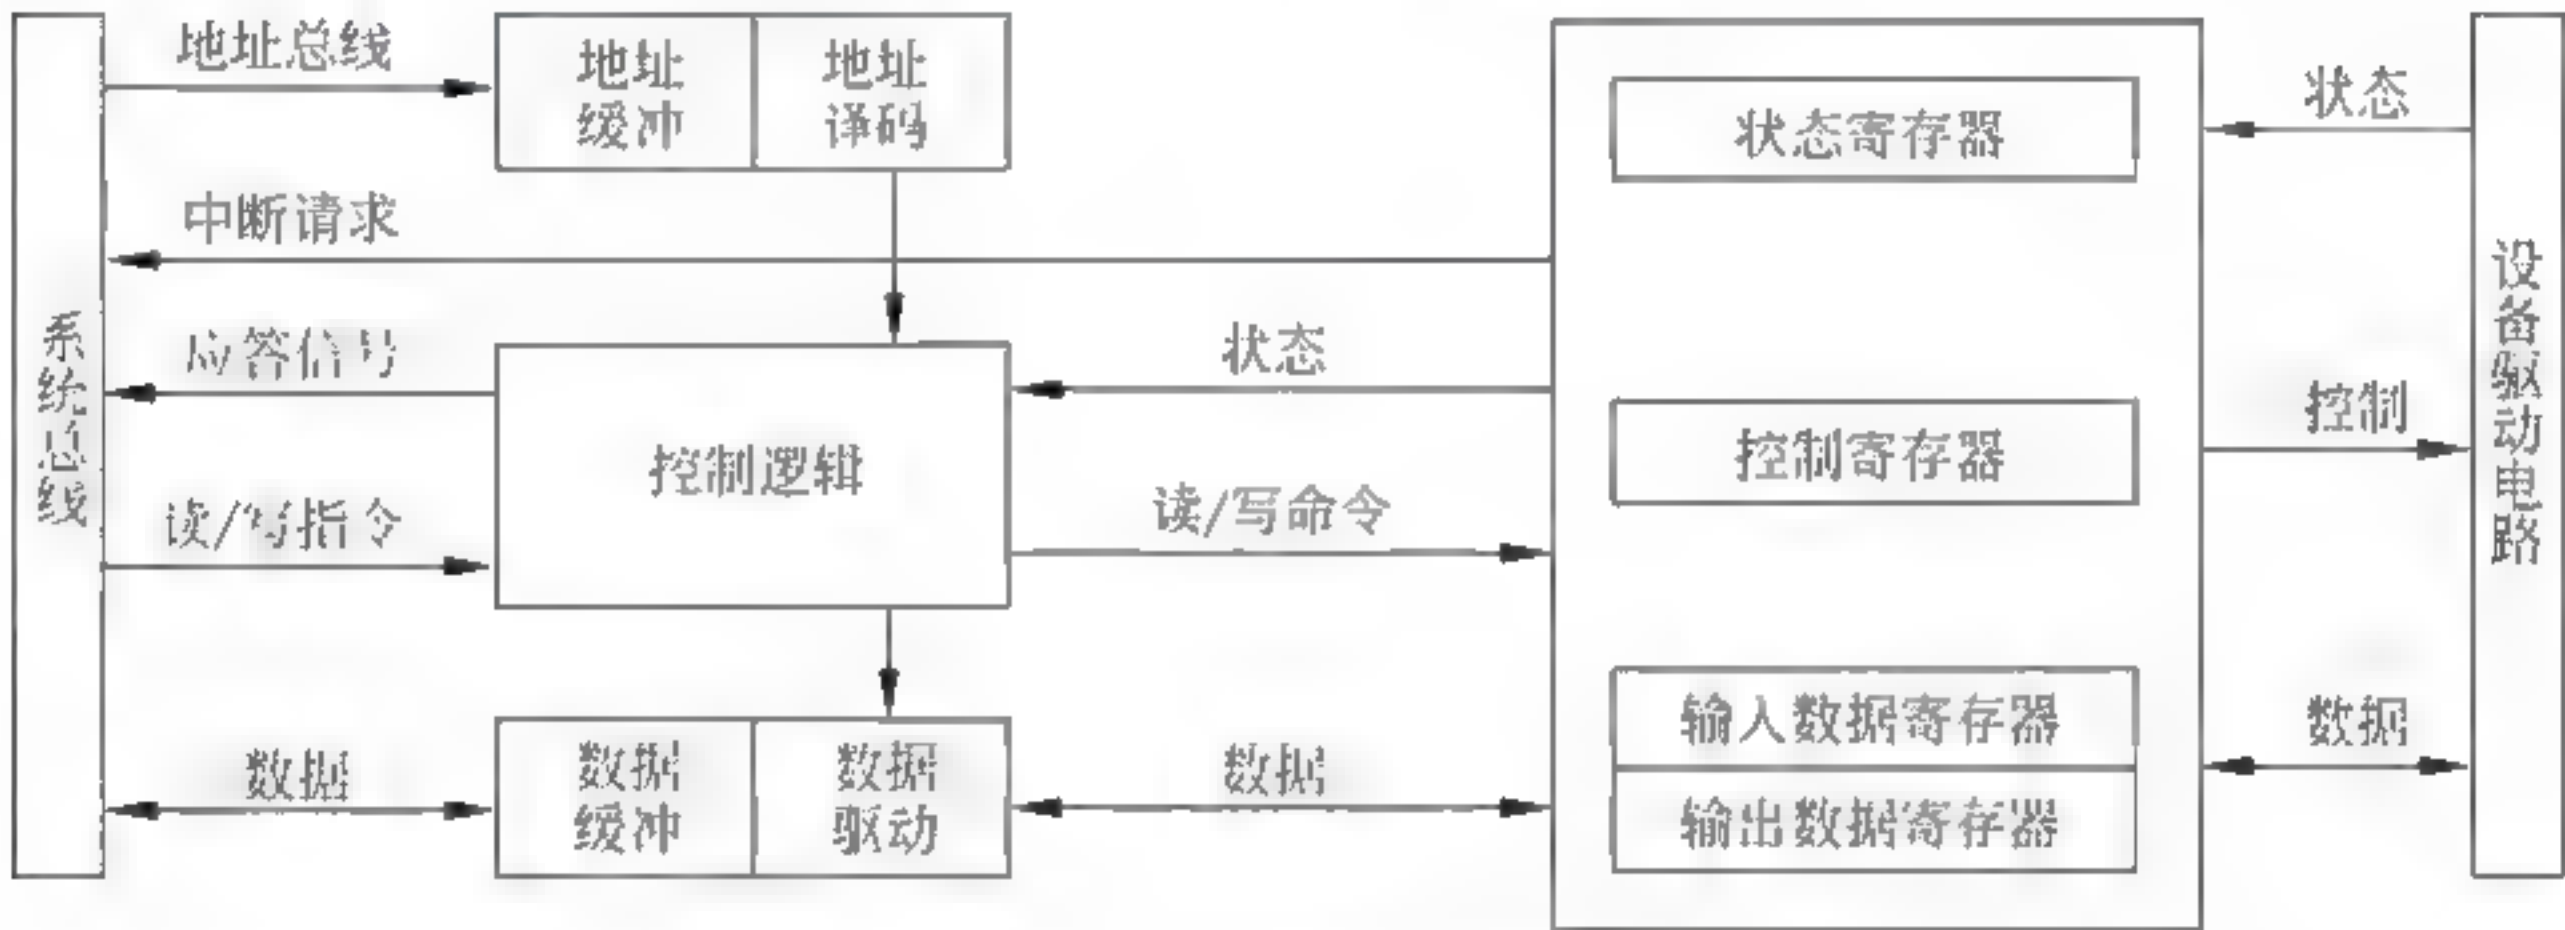 地址总线
地址
缓冲
地址
译码
状态寄存器
状态
中断请求
系统总线
应答信号
控制逻辑
状态
控制寄存器
控制
设备驱动电路
读/写指令
读/写命令
数据
数据
缓冲
数据
驱动
数据
输入数据寄存器
输出数据寄存器
数据